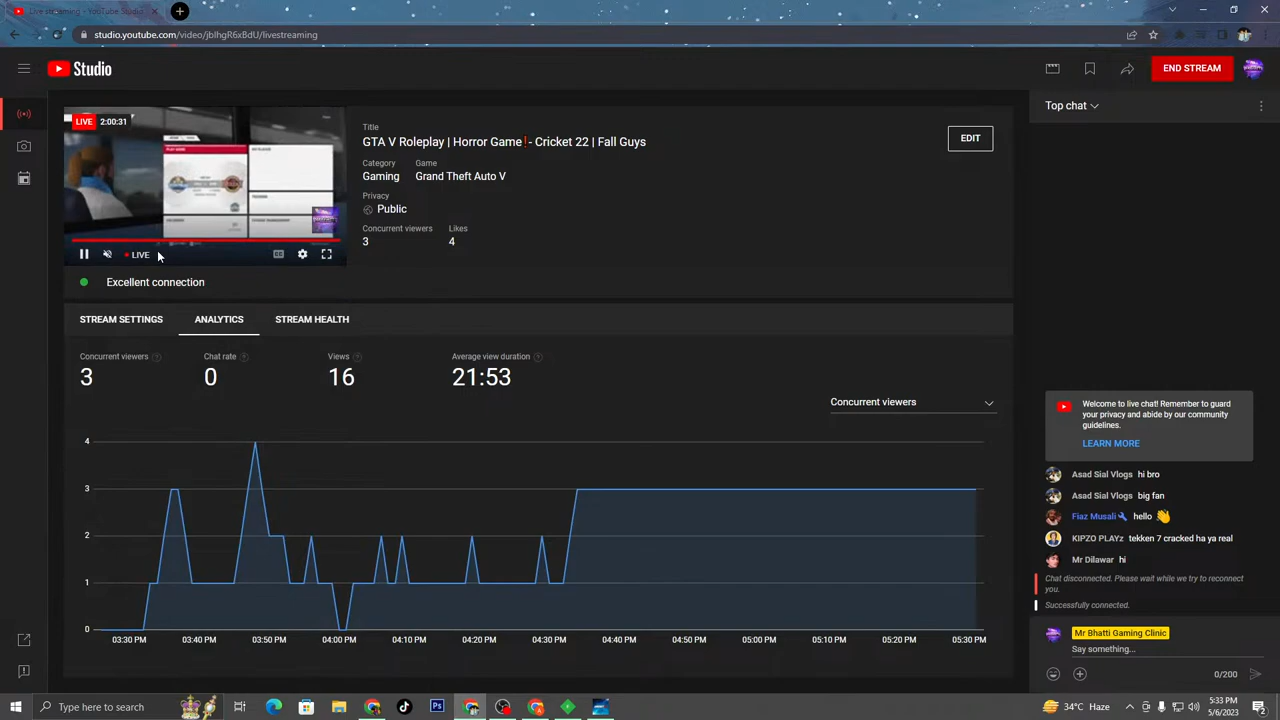 Live streaming - YouTube Studio
studio.youtube.com/video/jblhgR6xBdU/livestreaming
Studio
END STREAM
LIVE 2:00:31
LIVE
Title
GTA V Roleplay | Horror Game ! - Cricket 22 | Fall Guys
EDIT
Category Game
Gaming Grand Theft Auto V
Privacy
Public
Concurrent viewers Likes
3 4
Excellent connection
STREAM SETTINGS ANALYTICS STREAM HEALTH
Concurrent viewers Chat rate Views Average view duration
3 0 16 21:53
Concurrent viewers
4
3
2
1
0
03:30 PM 03:40 PM 03:50 PM 04:00 PM 04:10 PM 04:20 PM 04:30 PM 04:40 PM 04:50 PM 05:00 PM 05:10 PM 05:20 PM 05:30 PM
Top chat
Welcome to live chat! Remember to guard
your privacy and abide by our community
guidelines.
LEARN MORE
Asad Sial Vlogs hi bro
Asad Sial Vlogs big fan
Fiaz Musali hello
KIPZO PLAYz tekken 7 cracked ha ya real
Mr Dilawar hi
Chat disconnected. Please wait while we try to reconnect
you.
Successfully connected.
Mr Bhatti Gaming Clinic
Say something...
0/200
Type here to search
34°C Haze
5:33 PM
5/6/2023